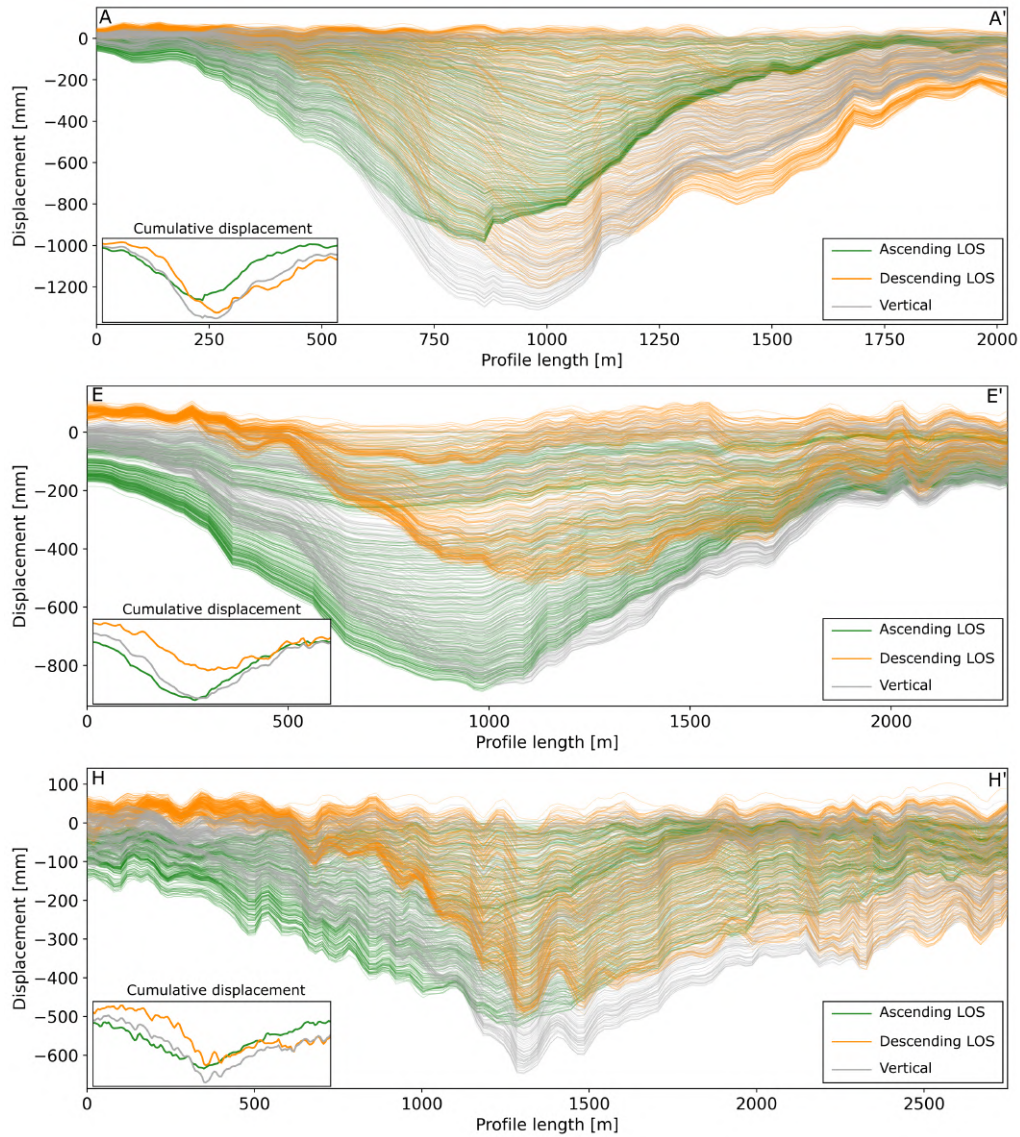 A A'
0
−200
−400
−600
−800
−1000
−1200
Displacement [mm]
Cumulative displacement
Ascending LOS
Descending LOS
Vertical
0 250 500 750 1000 1250 1500 1750 2000
Profile length [m]
E E'
0
−200
−400
−600
−800
Displacement [mm]
Cumulative displacement
Ascending LOS
Descending LOS
Vertical
0 500 1000 1500 2000
Profile length [m]
H H'
100
0
−100
−200
−300
−400
−500
−600
Displacement [mm]
Cumulative displacement
Ascending LOS
Descending LOS
Vertical
0 500 1000 1500 2000 2500
Profile length [m]